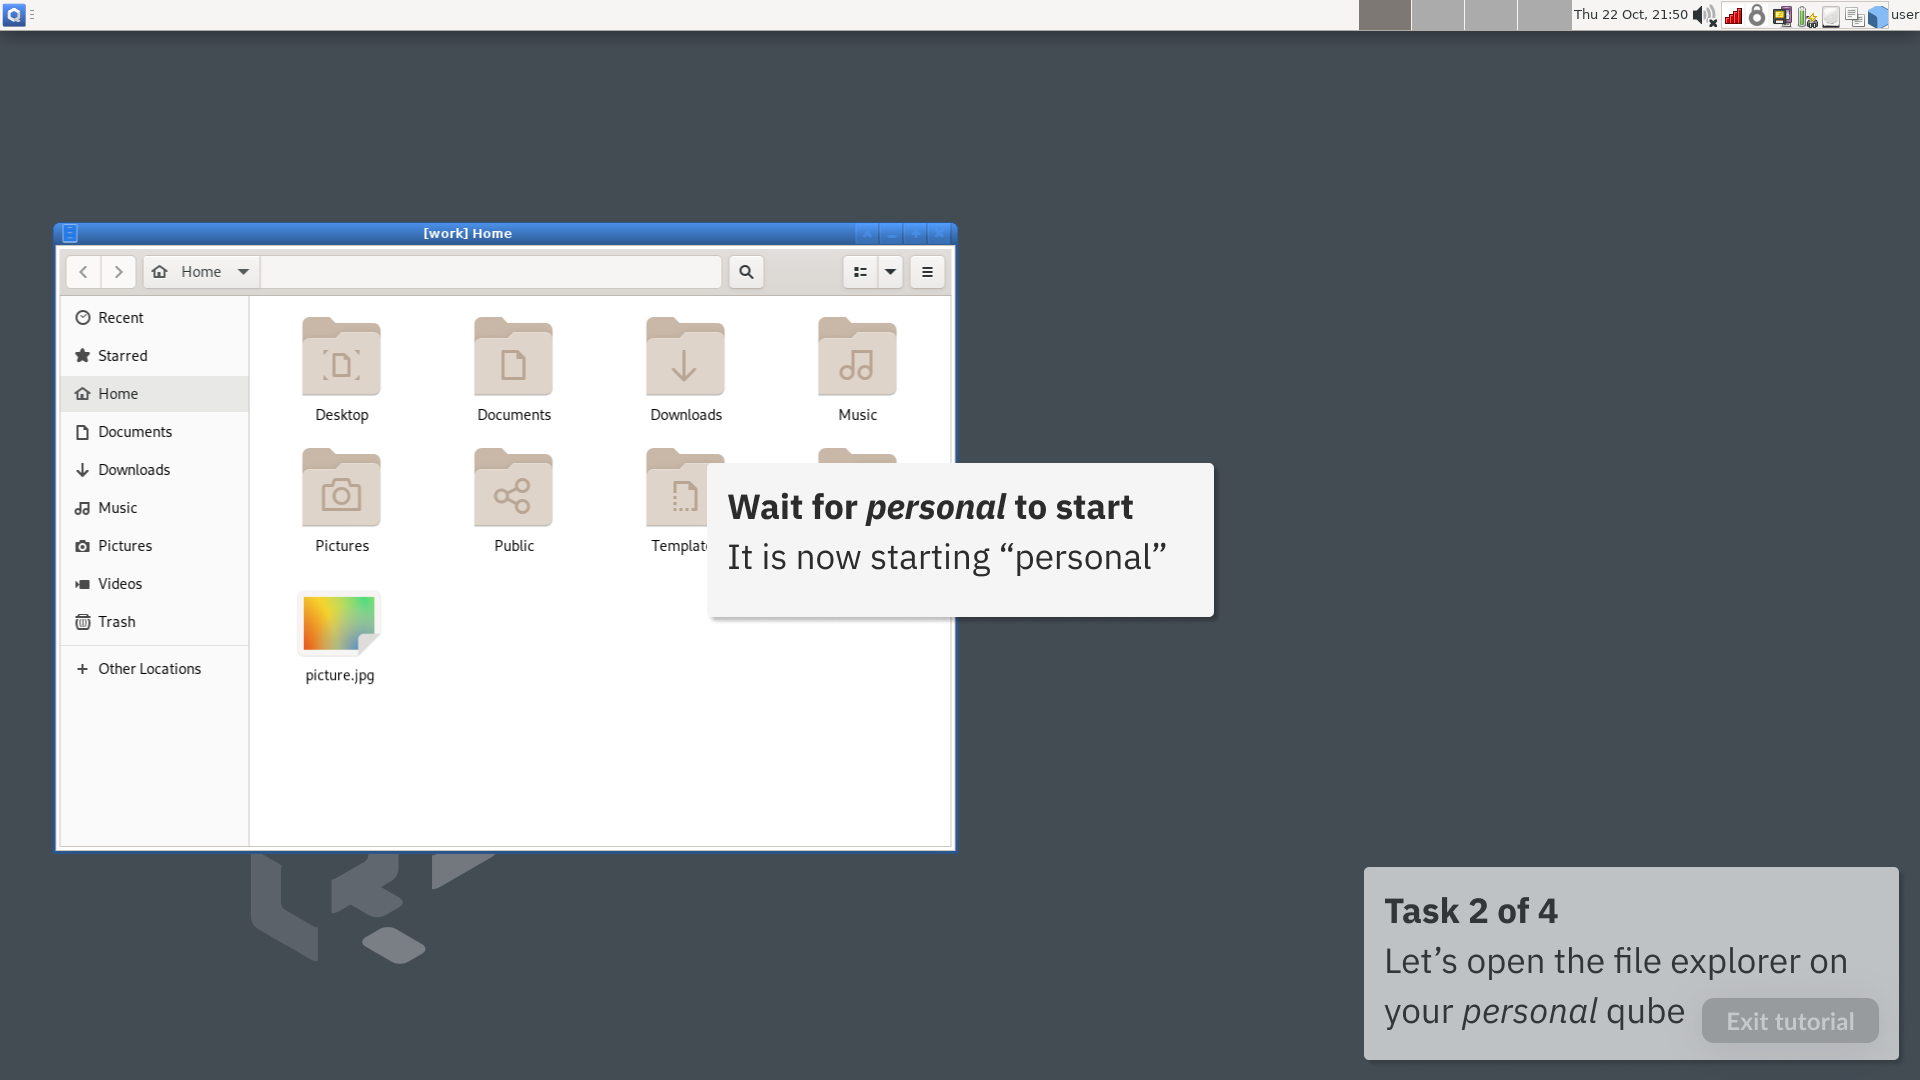 Thu 22 Oct, 21:50
user
[work] Home
Home
Recent
Starred
Home
Documents
Downloads
Music
Pictures
Videos
Trash
Other Locations
Desktop
Documents
Downloads
Music
Pictures
Public
Templat
picture.jpg
Wait for personal to start
It is now starting “personal”
Task 2 of 4
Let’s open the file explorer on
your personal qube
Exit tutorial